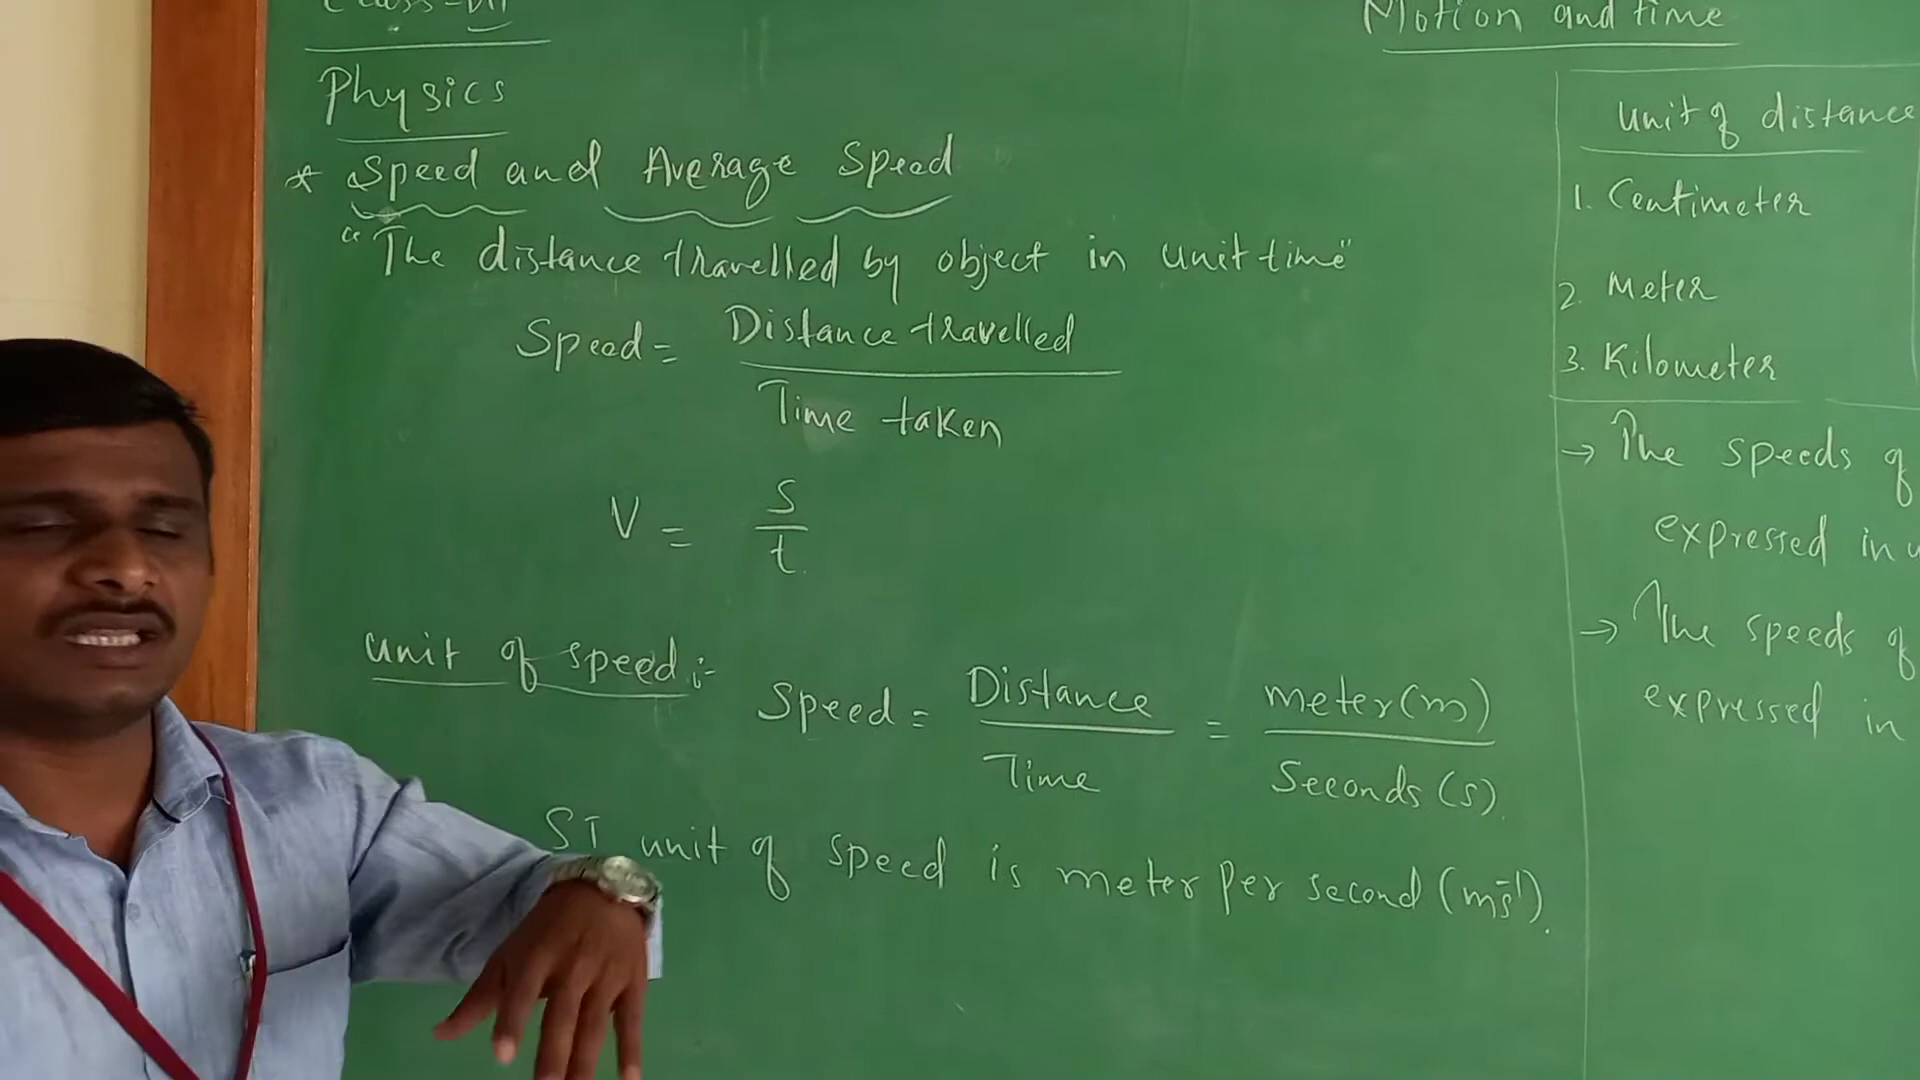 Class-VII
Physics
* Speed and Average Speed
"The distance travelled by object in unit time"
Speed = Distance travelled
Time taken
V = S
t
unit of speed:-
Speed = Distance = meter(m)
Time Seconds (s).
SI unit of speed is meter per second (ms⁻¹).
Motion and time
Unit of distance
1. Centimeter
2. Meter
3. Kilometer
→ The speeds of
expressed in
→ The speeds of
expressed in